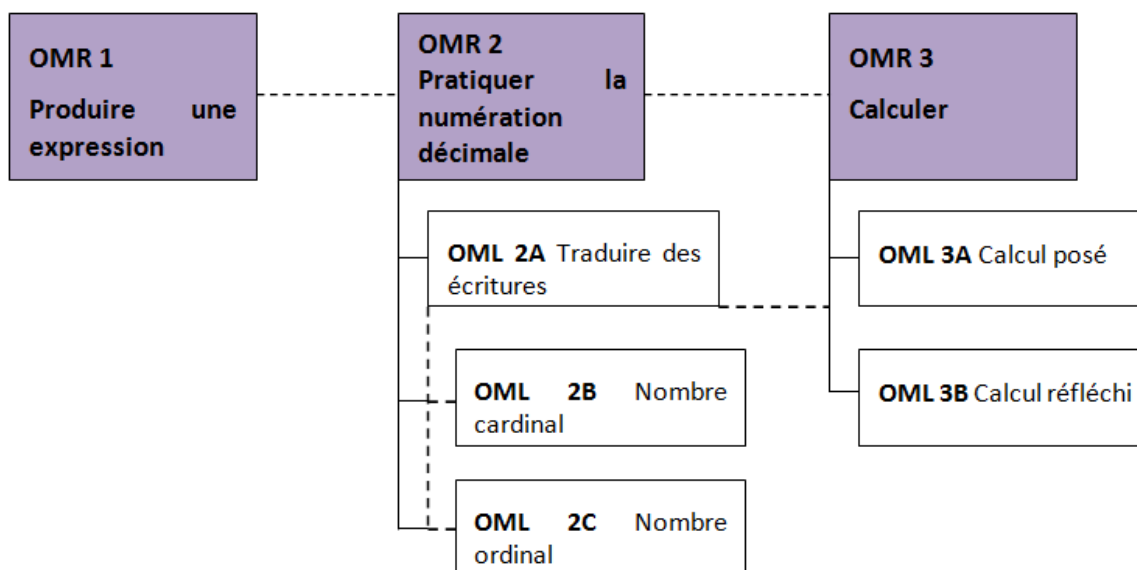 OMR 1
Produire une
expression
OMR 2
Pratiquer la
numération
décimale
OMR 3
Calculer
OML 2A Traduire des
écritures
OML 2B Nombre
cardinal
OML 2C Nombre
ordinal
OML 3A Calcul posé
OML 3B Calcul réfléchi